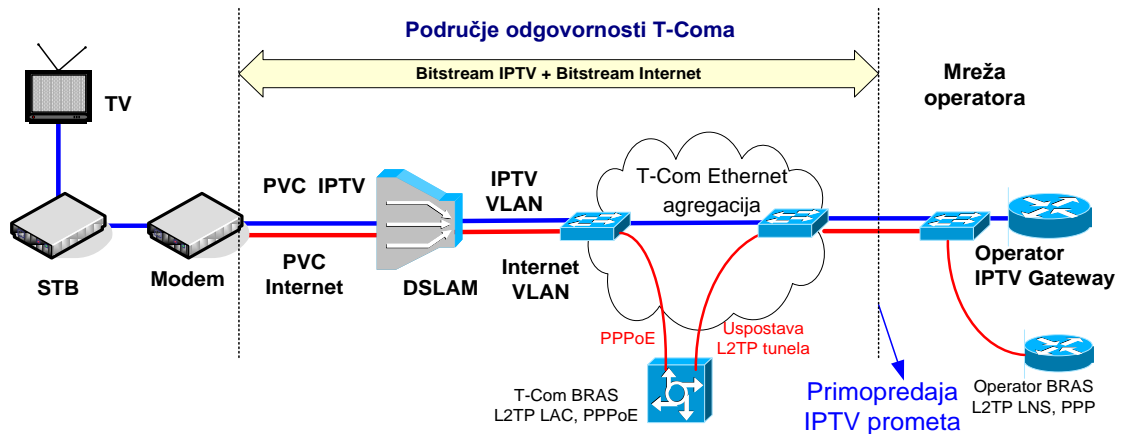 Područje odgovornosti T-Coma
Bitstream IPTV + Bitstream Internet
Mreža
operatora
TV
PVC IPTV
IPTV
VLAN
T-Com Ethernet
agregacija
STB
Modem
PVC
Internet
DSLAM
Internet
VLAN
Operator
IPTV Gateway
PPPoE
Uspostava
L2TP tunela
T-Com BRAS
L2TP LAC, PPPoE
Primopredaja
IPTV prometa
Operator BRAS
L2TP LNS, PPP